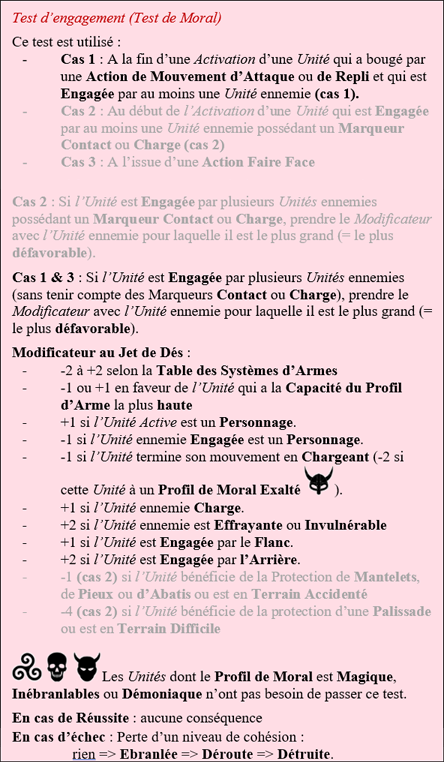 Test d’engagement (Test de Moral)
Ce test est utilisé :
- Cas 1 : A la fin d’une Activation d’une Unité qui a bougé par
une Action de Mouvement d’Attaque ou de Repli et qui est
Engagée par au moins une Unité ennemie (cas 1).
- Cas 2 : Au début de l’Activation d’une Unité qui est Engagée
par au moins une Unité ennemie possédant un Marqueur
Contact ou Charge (cas 2)
- Cas 3 : A l’issue d’une Action Faire Face
Cas 2 : Si l’Unité est Engagée par plusieurs Unités ennemies
possédant un Marqueur Contact ou Charge, prendre le Modificateur
avec l’Unité ennemie pour laquelle il est le plus grand (= le plus
défavorable).
Cas 1 & 3 : Si l’Unité est Engagée par plusieurs Unités ennemies
(sans tenir compte des Marqueurs Contact ou Charge), prendre le
Modificateur avec l’Unité ennemie pour laquelle il est le plus grand (=
le plus défavorable).
Modificateur au Jet de Dés :
- -2 à +2 selon la Table des Systèmes d’Armes
- -1 ou +1 en faveur de l’Unité qui a la Capacité du Profil
d’Arme la plus haute
- +1 si l’Unité Active est un Personnage.
- -1 si l’Unité ennemie Engagée est un Personnage.
- -1 si l’Unité termine son mouvement en Chargeant (-2 si
cette Unité à un Profil de Moral Exalté ).
- +1 si l’Unité ennemie Charge.
- +2 si l’Unité ennemie est Effrayante ou Invulnérable
- +1 si l’Unité est Engagée par le Flanc.
- +2 si l’Unité est Engagée par l’Arrière.
- -1 (cas 2) si l’Unité bénéficie de la Protection de Mantelets,
de Pieux ou d’Abatis ou est en Terrain Accidenté
- -4 (cas 2) si l’Unité bénéficie de la protection d’une Palissade
ou est en Terrain Difficile
Les Unités dont le Profil de Moral est Magique,
Inébranlables ou Démoniaque n’ont pas besoin de passer ce test.
En cas de Réussite : aucune conséquence
En cas d’échec : Perte d’un niveau de cohésion :
rien => Ebranlée => Déroute => Détruite.